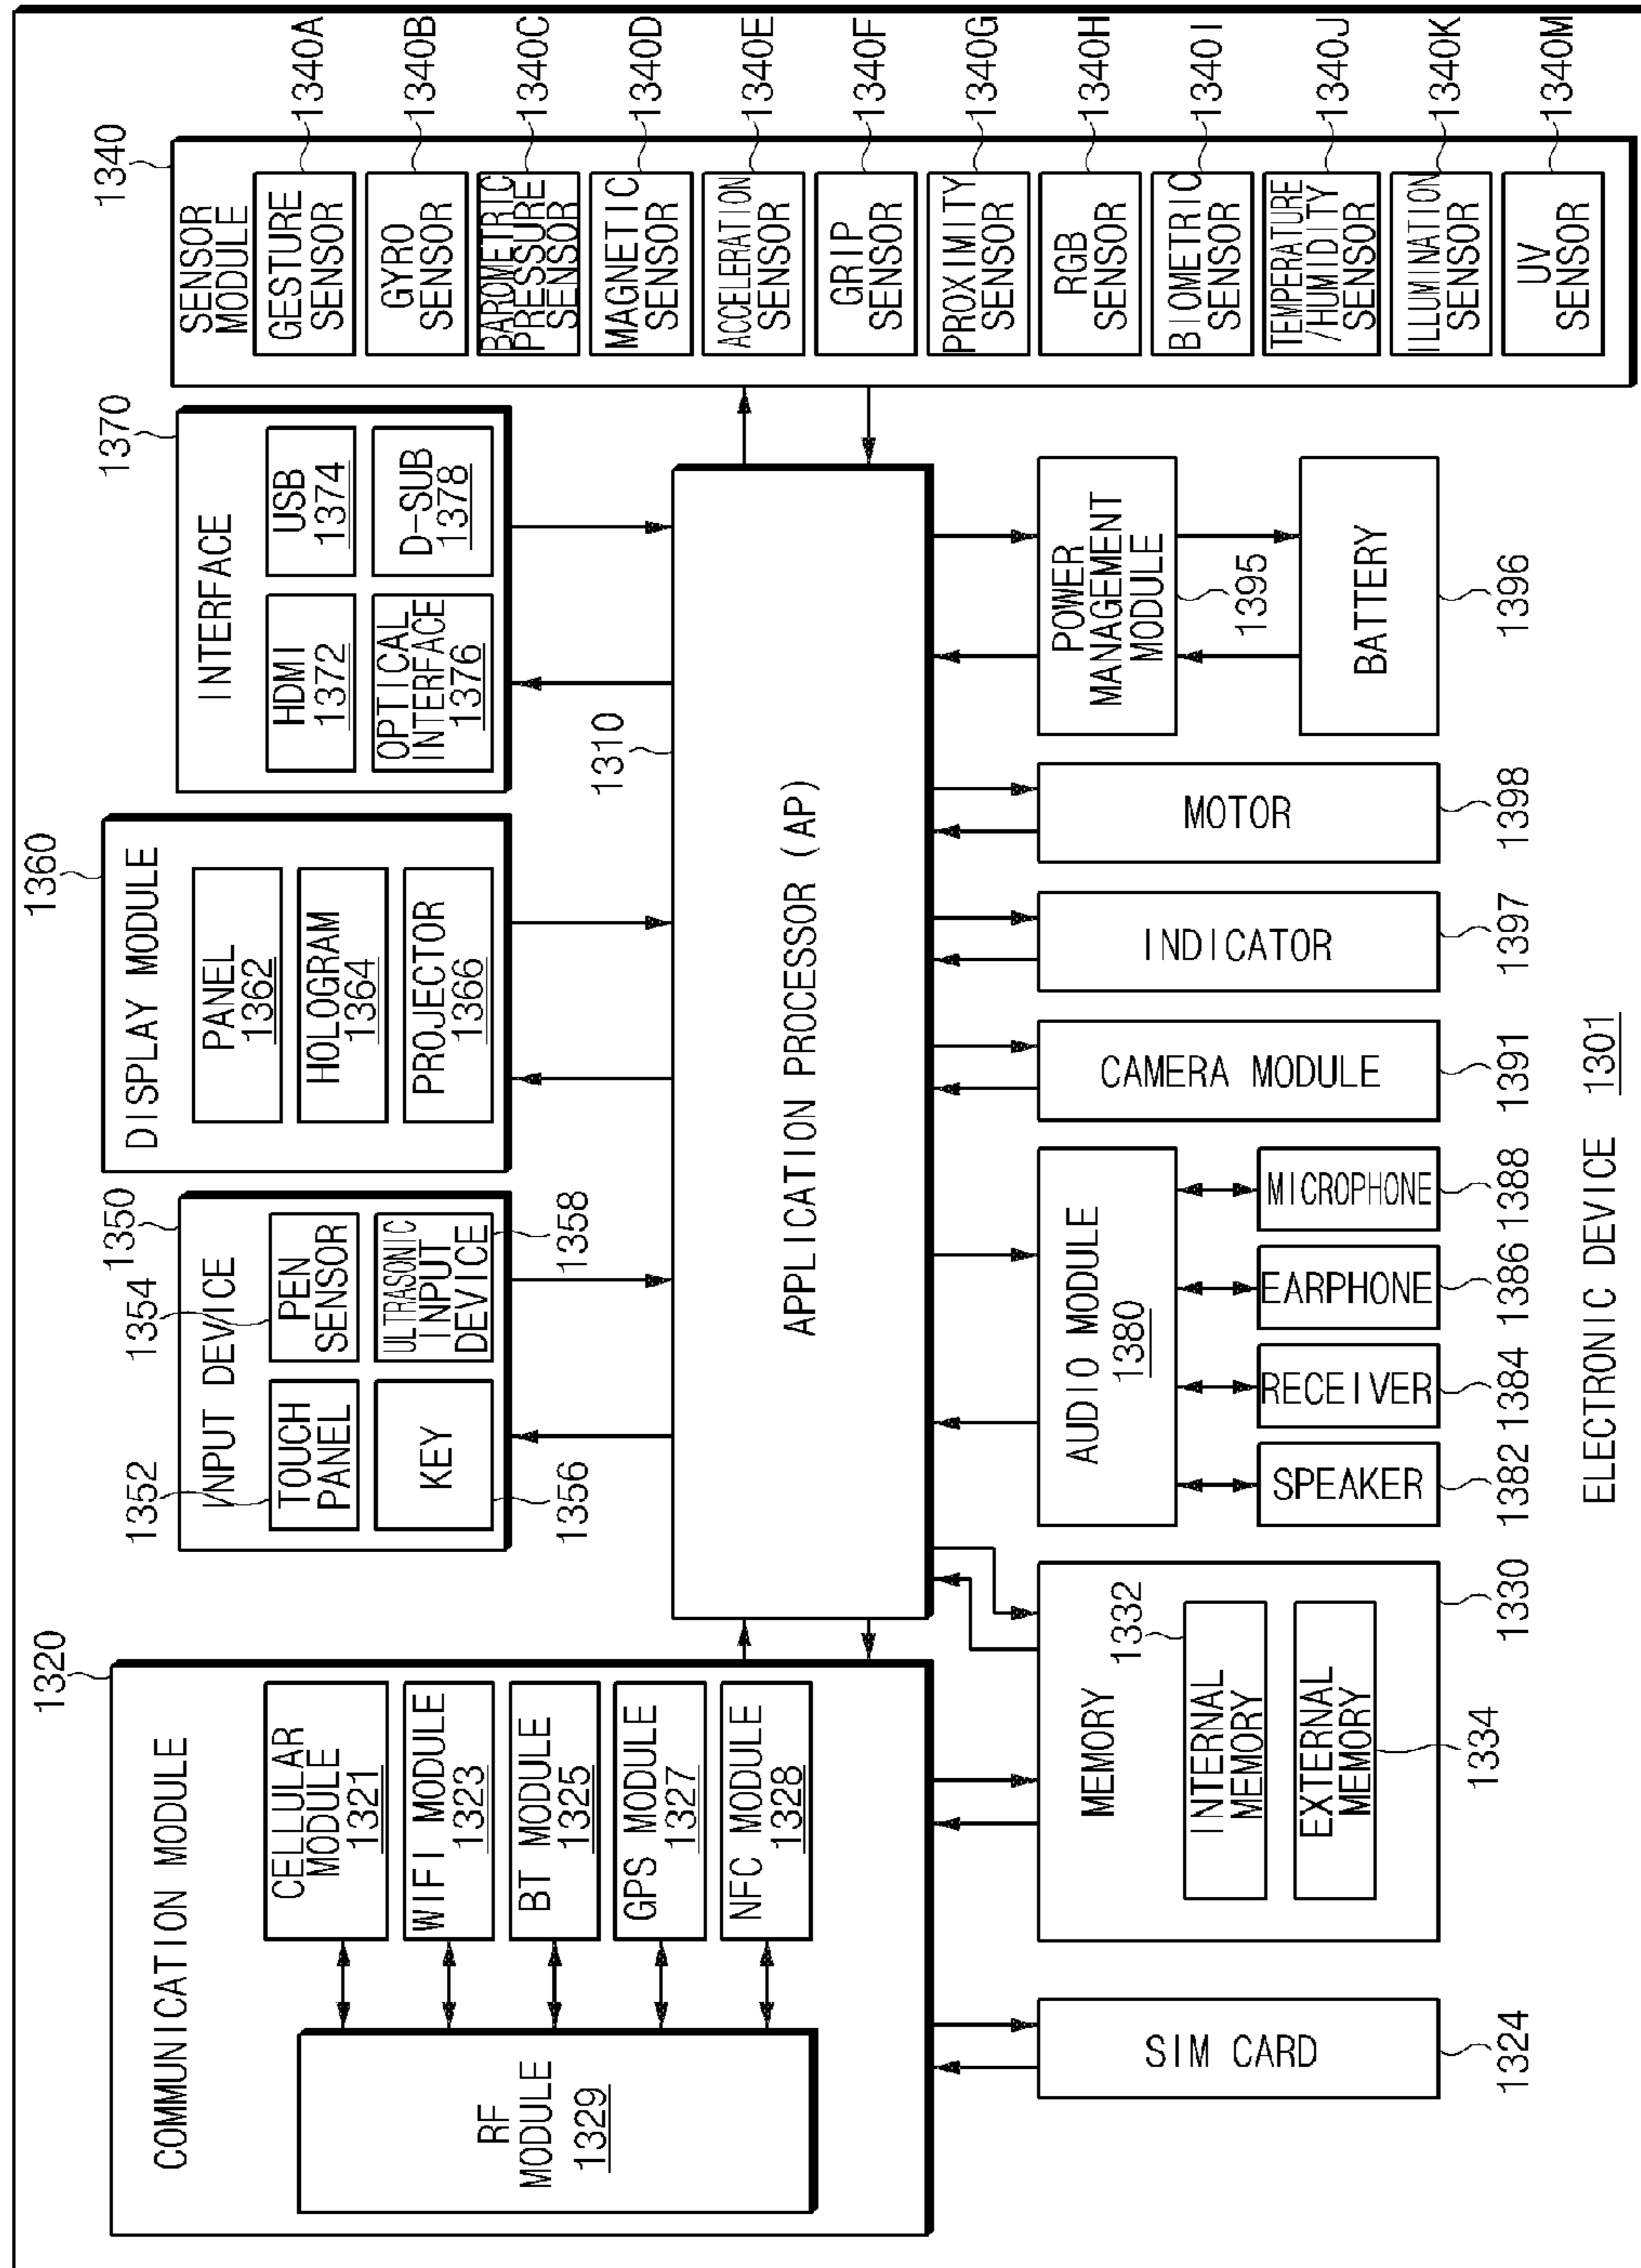 1320
COMMUNICATION MODULE
RF
MODULE
1329
CELLULAR
MODULE
1321
WIFI MODULE
1323
BT MODULE
1325
GPS MODULE
1327
NFC MODULE
1328
1350
INPUT DEVICE
1352
TOUCH
PANEL
1354
PEN
SENSOR
KEY
1356
ULTRASONIC
INPUT
DEVICE
1358
1360
DISPLAY MODULE
PANEL
1362
HOLOGRAM
1364
PROJECTOR
1366
1370
INTERFACE
HDMI
1372
USB
1374
OPTICAL
INTERFACE
1376
D-SUB
1378
1340
SENSOR
MODULE
GESTURE
SENSOR
1340A
GYRO
SENSOR
1340B
BAROMETRIC
PRESSURE
SENSOR
1340C
MAGNETIC
SENSOR
1340D
ACCELERATION
SENSOR
1340E
GRIP
SENSOR
1340F
PROXIMITY
SENSOR
1340G
RGB
SENSOR
1340H
BIOMETRIC
SENSOR
1340I
TEMPERATURE
/HUMIDITY
SENSOR
1340J
ILLUMINATION
SENSOR
1340K
UV
SENSOR
1340M
1310
APPLICATION PROCESSOR (AP)
SIM CARD
1324
MEMORY
1332
INTERNAL
MEMORY
EXTERNAL
MEMORY
1334
1330
AUDIO MODULE
1380
SPEAKER
1382
RECEIVER
1384
EARPHONE
1386
MICROPHONE
1388
CAMERA MODULE
1391
INDICATOR
1397
MOTOR
1398
POWER
MANAGEMENT
MODULE
1395
BATTERY
1396
ELECTRONIC DEVICE 1301